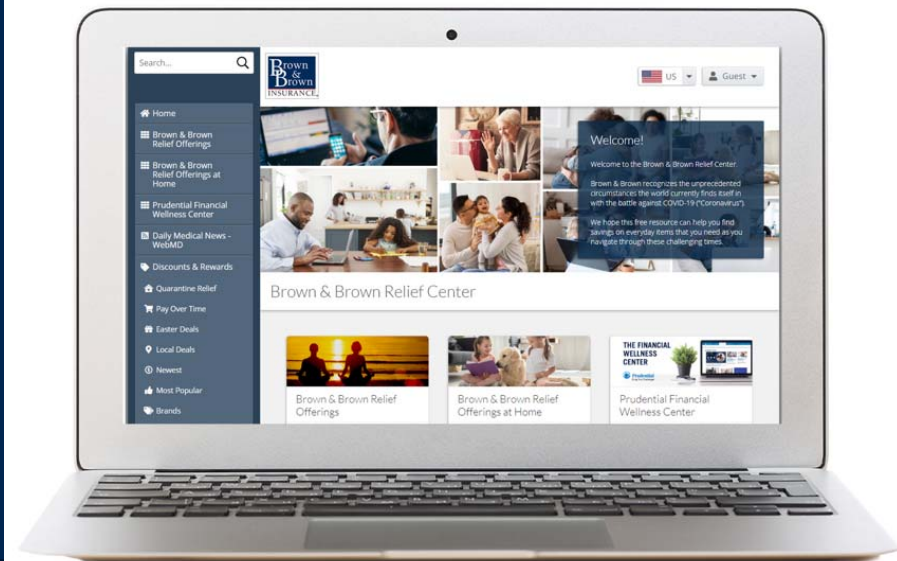 Search...
Brown
&
Brown
INSURANCE
US
Guest
Home
Brown & Brown
Relief Offerings
Brown & Brown
Relief Offerings at
Home
Prudential Financial
Wellness Center
Daily Medical News -
WebMD
Discounts & Rewards
Quarantine Relief
Pay Over Time
Easter Deals
Local Deals
Newest
Most Popular
Brands
Welcome!
Welcome to the Brown & Brown Relief Center.
Brown & Brown recognizes the unprecedented
circumstances the world currently finds itself in
with the battle against COVID-19 ("Coronavirus").
We hope this free resource can help you find
savings on everyday items that you need as you
navigate through these challenging times.
Brown & Brown Relief Center
THE FINANCIAL
WELLNESS
CENTER
Prudential
Brown & Brown Relief
Offerings
Brown & Brown Relief
Offerings at Home
Prudential Financial
Wellness Center